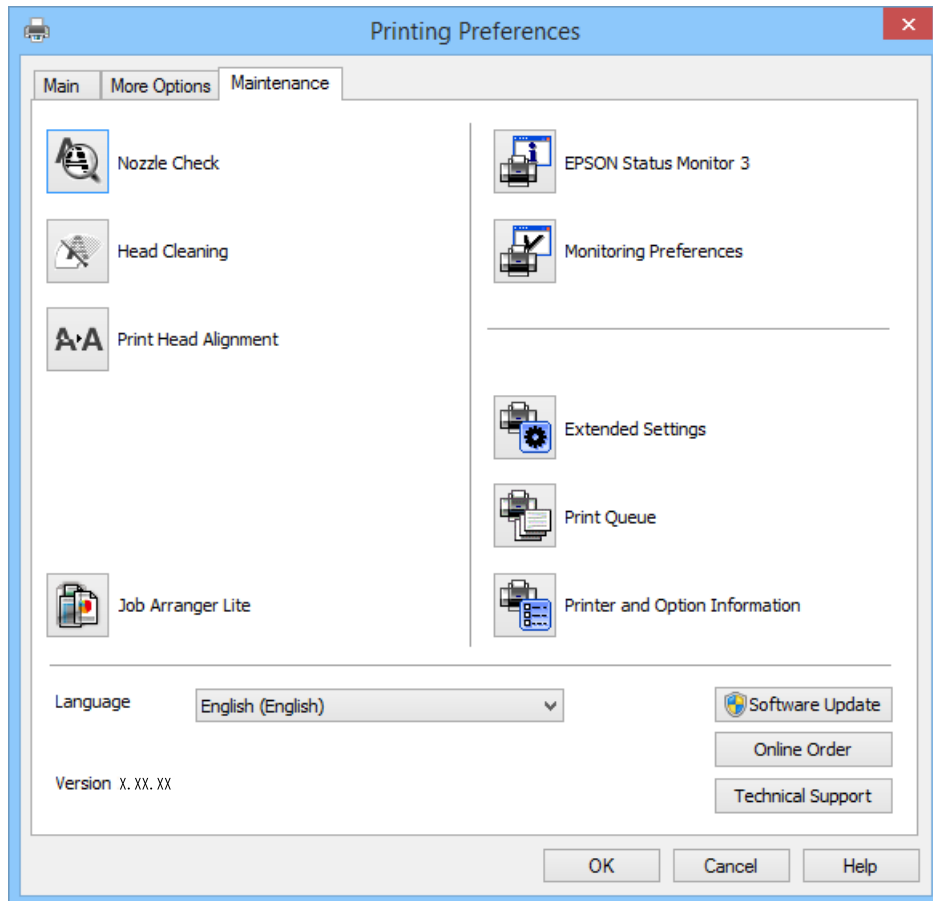 Printing Preferences
Main
More Options
Maintenance
Nozzle Check
EPSON Status Monitor 3
Head Cleaning
Monitoring Preferences
A A Print Head Alignment
Extended Settings
Print Queue
Job Arranger Lite
Printer and Option Information
Language
English (English)
Software Update
Online Order
Version X.XX.XX
Technical Support
OK
Cancel
Help